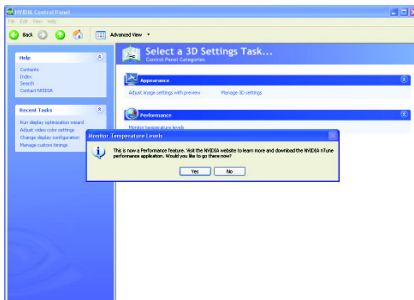 NVIDIA Control Panel
File Edit View Help
Back
Advanced View
Help
Contents
Index
Search
Contact NVIDIA
Recent Tasks
Run display optimization wizard
Adjust video color settings
Change display configuration
Manage custom timings
Select a 3D Settings Task...
Control Panel Categories
Appearance
Adjust image settings with preview
Manage 3D settings
Performance
Monitor temperature levels
Monitor Temperature Levels
This is now a Performance feature. Visit the NVIDIA website to learn more and download the NVIDIA nTune
performance application. Would you like to go there now?
Yes
No